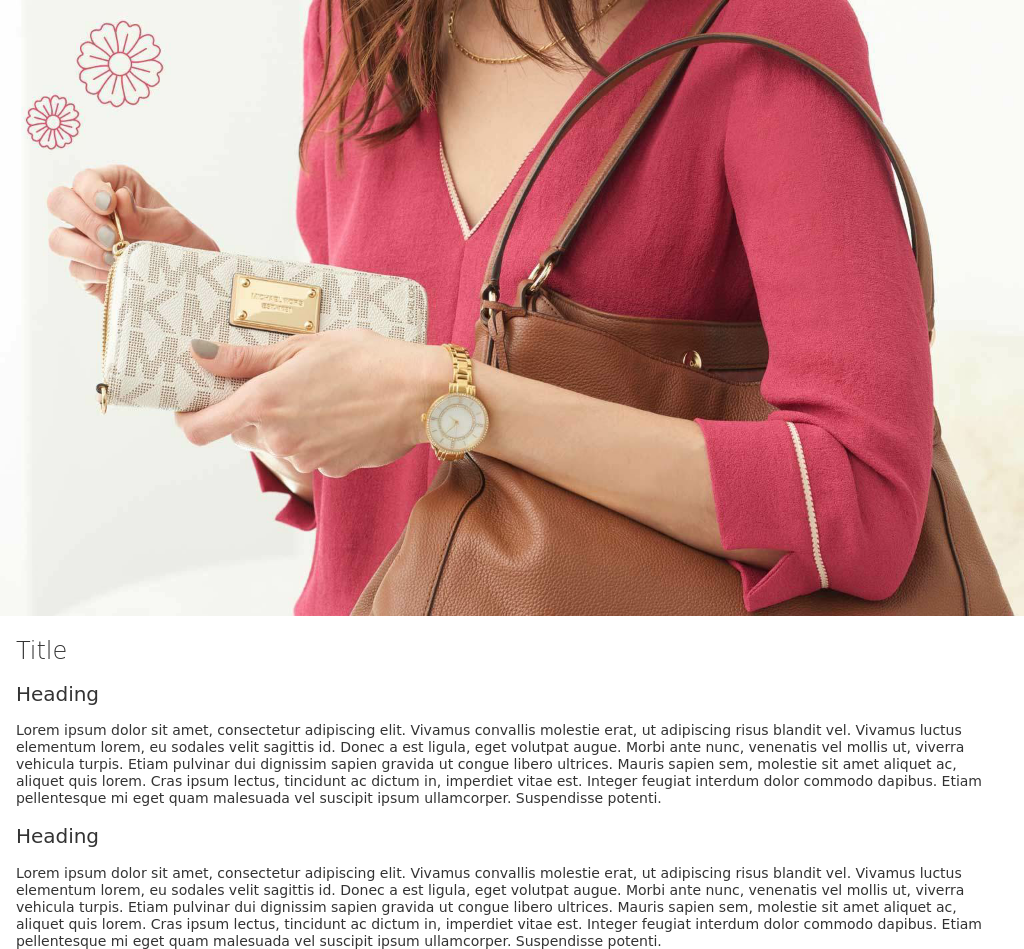 MK
MICHAEL KORS
Title
Heading
Lorem ipsum dolor sit amet, consectetur adipiscing elit. Vivamus convallis molestie erat, ut adipiscing risus blandit vel. Vivamus luctus
elementum lorem, eu sodales velit sagittis id. Donec a est ligula, eget volutpat augue. Morbi ante nunc, venenatis vel mollis ut, viverra
vehicula turpis. Etiam pulvinar dui dignissim sapien gravida ut congue libero ultrices. Mauris sapien sem, molestie sit amet aliquet ac,
aliquet quis lorem. Cras ipsum lectus, tincidunt ac dictum in, imperdiet vitae est. Integer feugiat interdum dolor commodo dapibus. Etiam
pellentesque mi eget quam malesuada vel suscipit ipsum ullamcorper. Suspendisse potenti.
Heading
Lorem ipsum dolor sit amet, consectetur adipiscing elit. Vivamus convallis molestie erat, ut adipiscing risus blandit vel. Vivamus luctus
elementum lorem, eu sodales velit sagittis id. Donec a est ligula, eget volutpat augue. Morbi ante nunc, venenatis vel mollis ut, viverra
vehicula turpis. Etiam pulvinar dui dignissim sapien gravida ut congue libero ultrices. Mauris sapien sem, molestie sit amet aliquet ac,
aliquet quis lorem. Cras ipsum lectus, tincidunt ac dictum in, imperdiet vitae est. Integer feugiat interdum dolor commodo dapibus. Etiam
pellentesque mi eget quam malesuada vel suscipit ipsum ullamcorper. Suspendisse potenti.